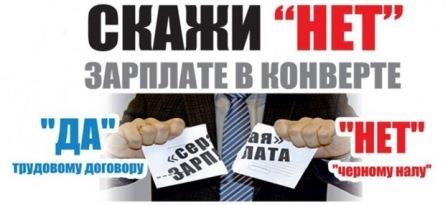 СКАЖИ “НЕТ”
ЗАРПЛАТЕ В КОНВЕРТЕ
"ДА"
трудовому договору
«сер ая»
ЗАРП ЛАТА
"НЕТ"
"черному налу"